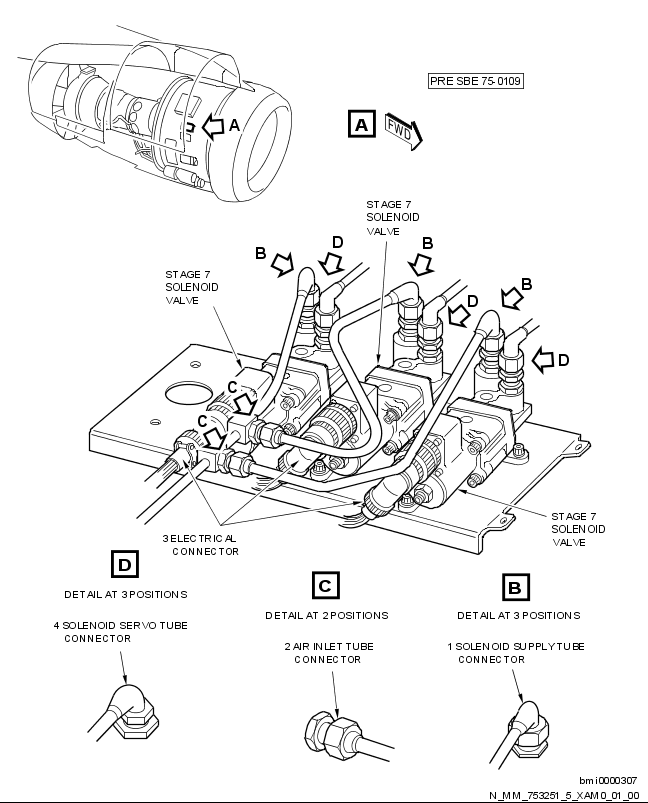 PRE SBE 75-0109
A
A
FWD
STAGE 7
SOLENOID
VALVE
B
D
B
STAGE 7
SOLENOID
VALVE
B
D
D
C
C
3 ELECTRICAL
CONNECTOR
STAGE 7
SOLENOID
VALVE
D
DETAIL AT 3 POSITIONS
4 SOLENOID SERVO TUBE
CONNECTOR
C
DETAIL AT 2 POSITIONS
2 AIR INLET TUBE
CONNECTOR
B
DETAIL AT 3 POSITIONS
1 SOLENOID SUPPLY TUBE
CONNECTOR
bmi0000307
N_MM_753251_5_XAM0_01_00